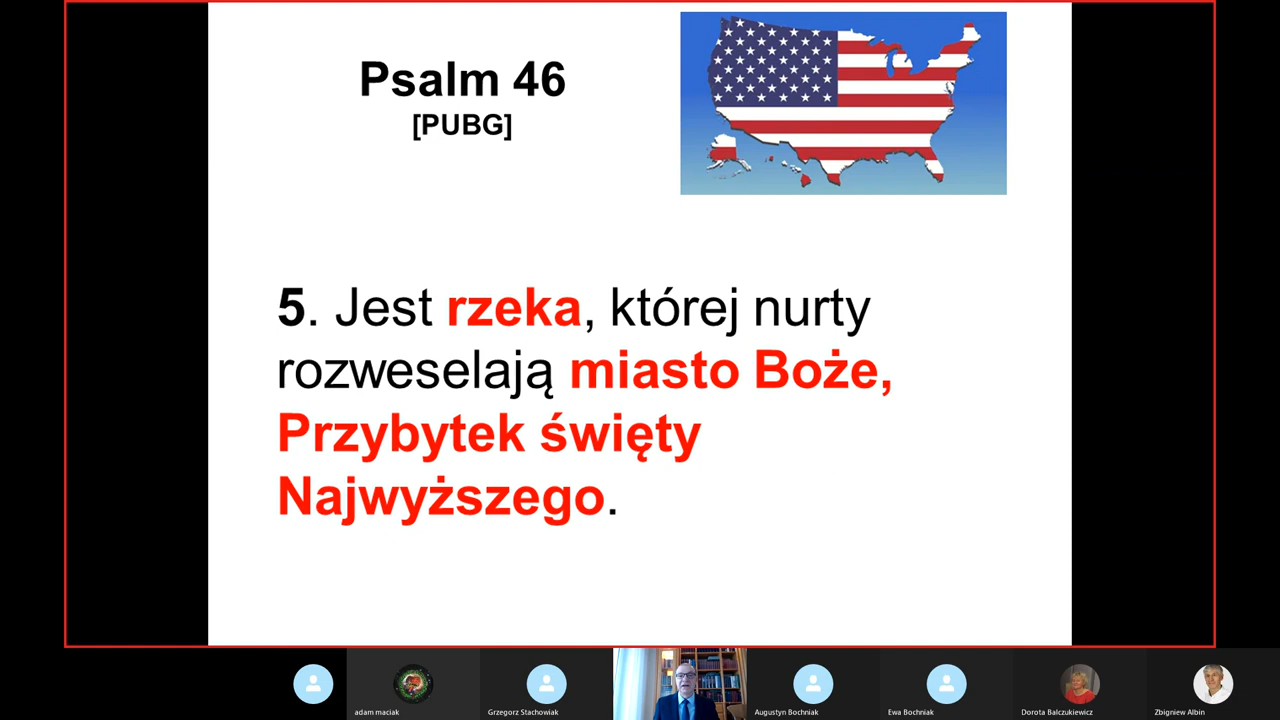 Psalm 46
[PUBG]
5. Jest rzeka, której nurty
rozweselają miasto Boże,
Przybytek święty
Najwyższego.
adam maciak
Grzegorz Stachowiak
Augustyn Bochniak
Ewa Bochniak
Dorota Balczukiewicz
Zbigniew Albin